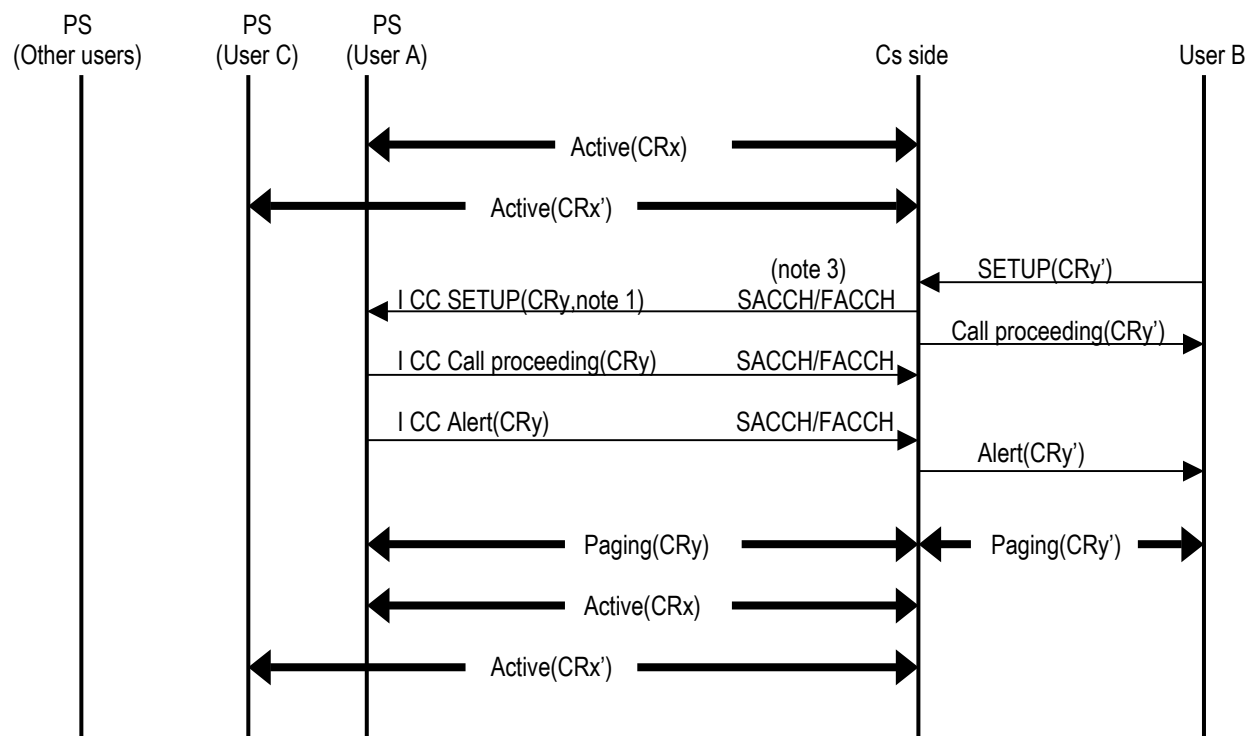 PS
(Other users)
PS
(User C)
PS
(User A)
Cs side
User B
Active(CRx)
Active(CRx')
SETUP(CRy')
(note 3)
I CC SETUP(CRy,note 1)
SACCH/FACCH
Call proceeding(CRy')
I CC Call proceeding(CRy)
SACCH/FACCH
I CC Alert(CRy)
SACCH/FACCH
Alert(CRy')
Paging(CRy)
Paging(CRy')
Active(CRx)
Active(CRx')